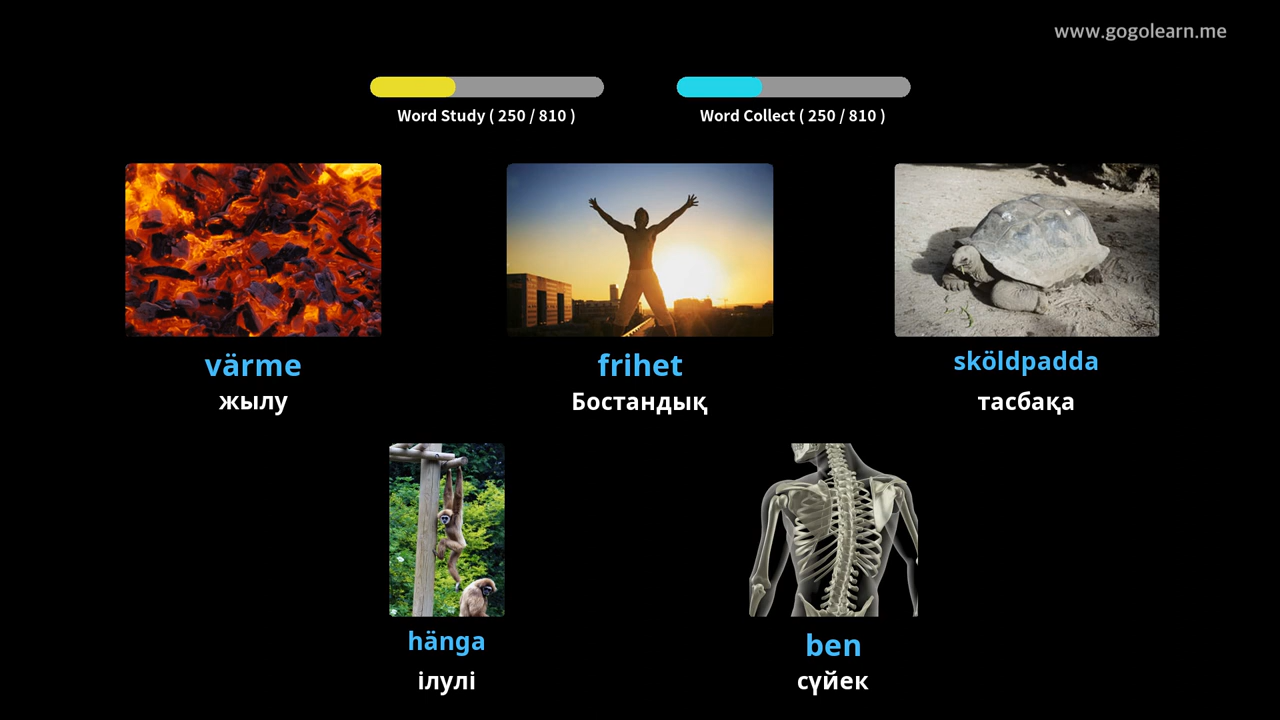 www.gogolearn.me
Word Study ( 250 / 810 )
Word Collect ( 250 / 810 )
värme
жылу
frihet
Бостандық
sköldpadda
тасбақа
hänga
ілулі
ben
сүйек